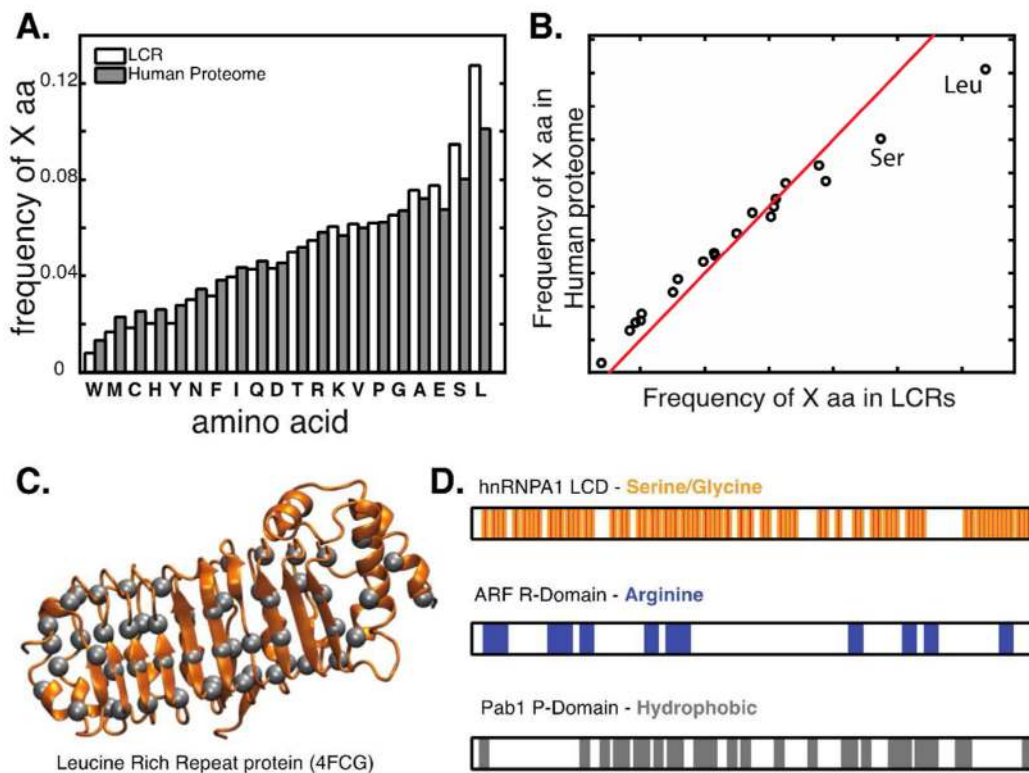 A.
LCR
Human Proteome
0.12
0.08
0.04
0
frequency of X aa
W M C H Y N F I Q D T R K V P G A E S L
amino acid
B.
Leu
Ser
Frequency of X aa in
Human proteome
Frequency of X aa in LCRs
C.
Leucine Rich Repeat protein (4FCG)
D.
hnRNPA1 LCD - Serine/Glycine
ARF R-Domain - Arginine
Pab1 P-Domain - Hydrophobic